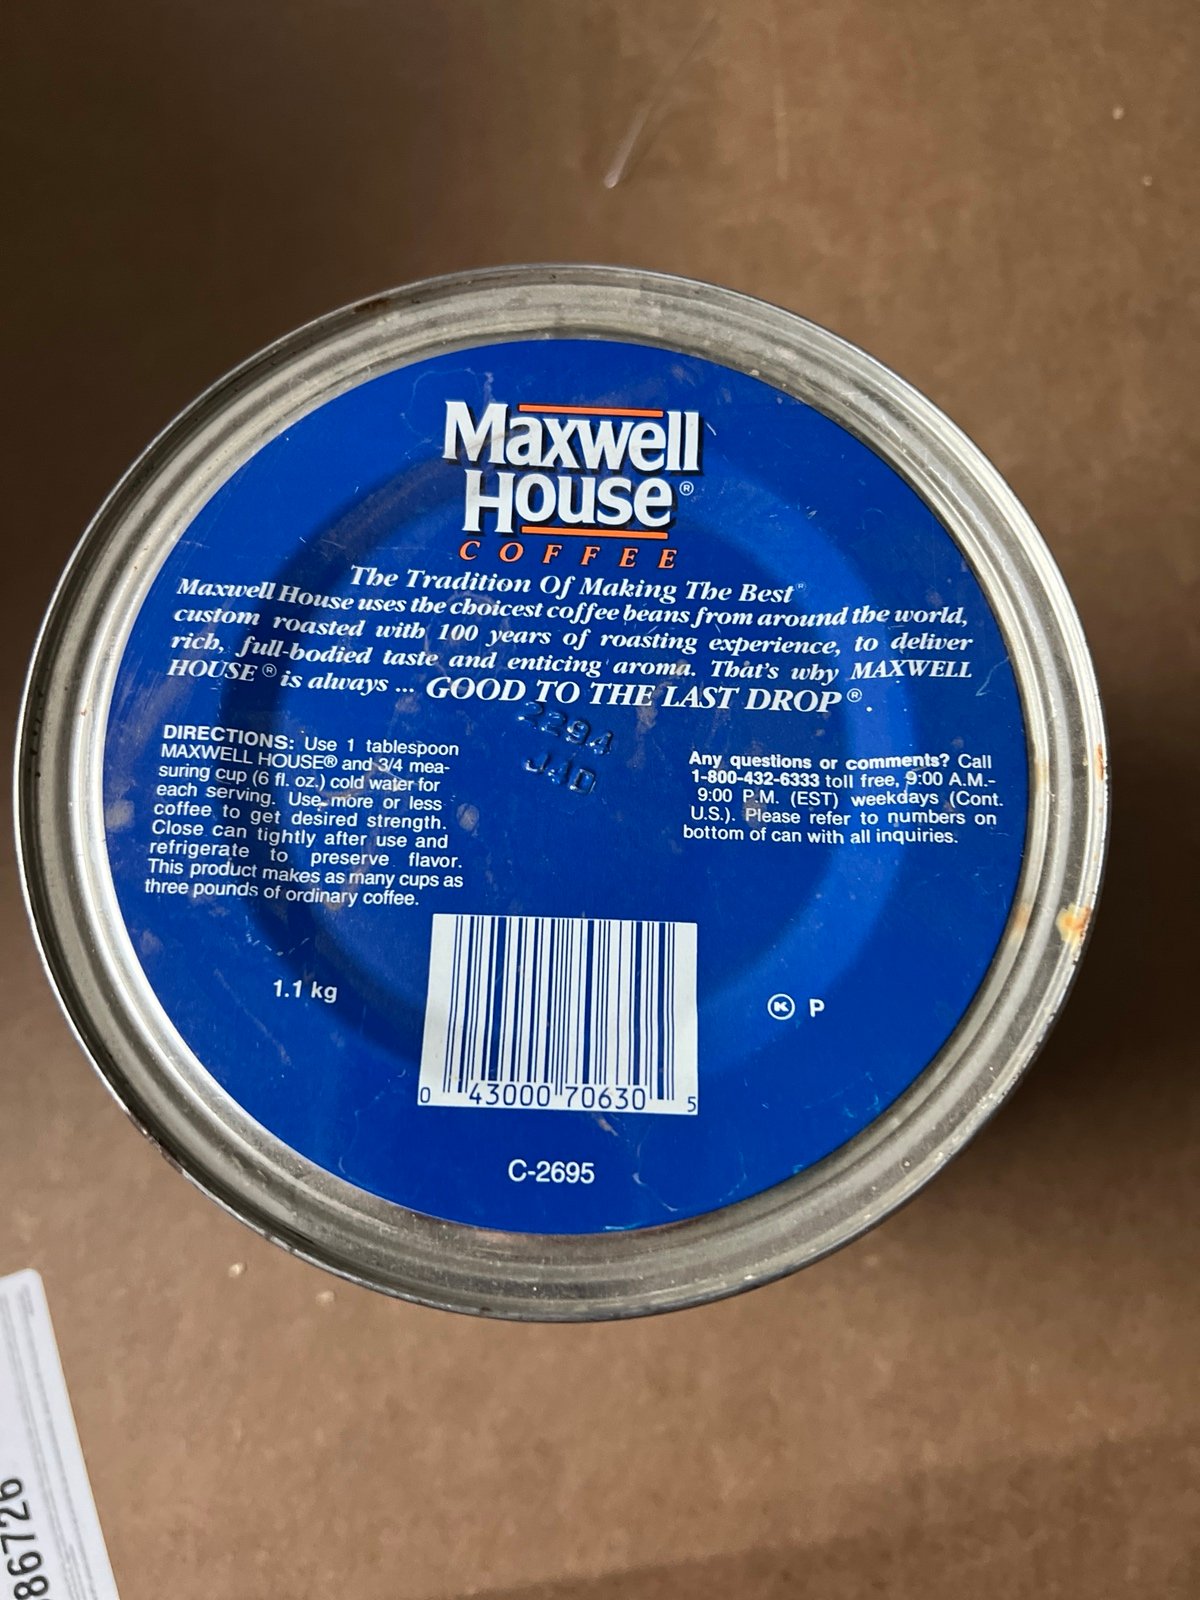 Maxwell
House®
COFFEE
The Tradition Of Making The Best®
Maxwell House uses the choicest coffee beans from around the world,
custom roasted with 100 years of roasting experience, to deliver
rich, full-bodied taste and enticing aroma. That's why MAXWELL
HOUSE® is always ... GOOD TO THE LAST DROP®.
2294
J1D
DIRECTIONS: Use 1 tablespoon
MAXWELL HOUSE® and 3/4 mea-
suring cup (6 fl. oz.) cold water for
each serving. Use more or less
coffee to get desired strength.
Close can tightly after use and
refrigerate to preserve flavor.
This product makes as many cups as
three pounds of ordinary coffee.
Any questions or comments? Call
1-800-432-6333 toll free, 9:00 A.M.-
9:00 P.M. (EST) weekdays (Cont.
U.S.). Please refer to numbers on
bottom of can with all inquiries.
1.1 kg
K P
0 43000 70630 5
C-2695
86726